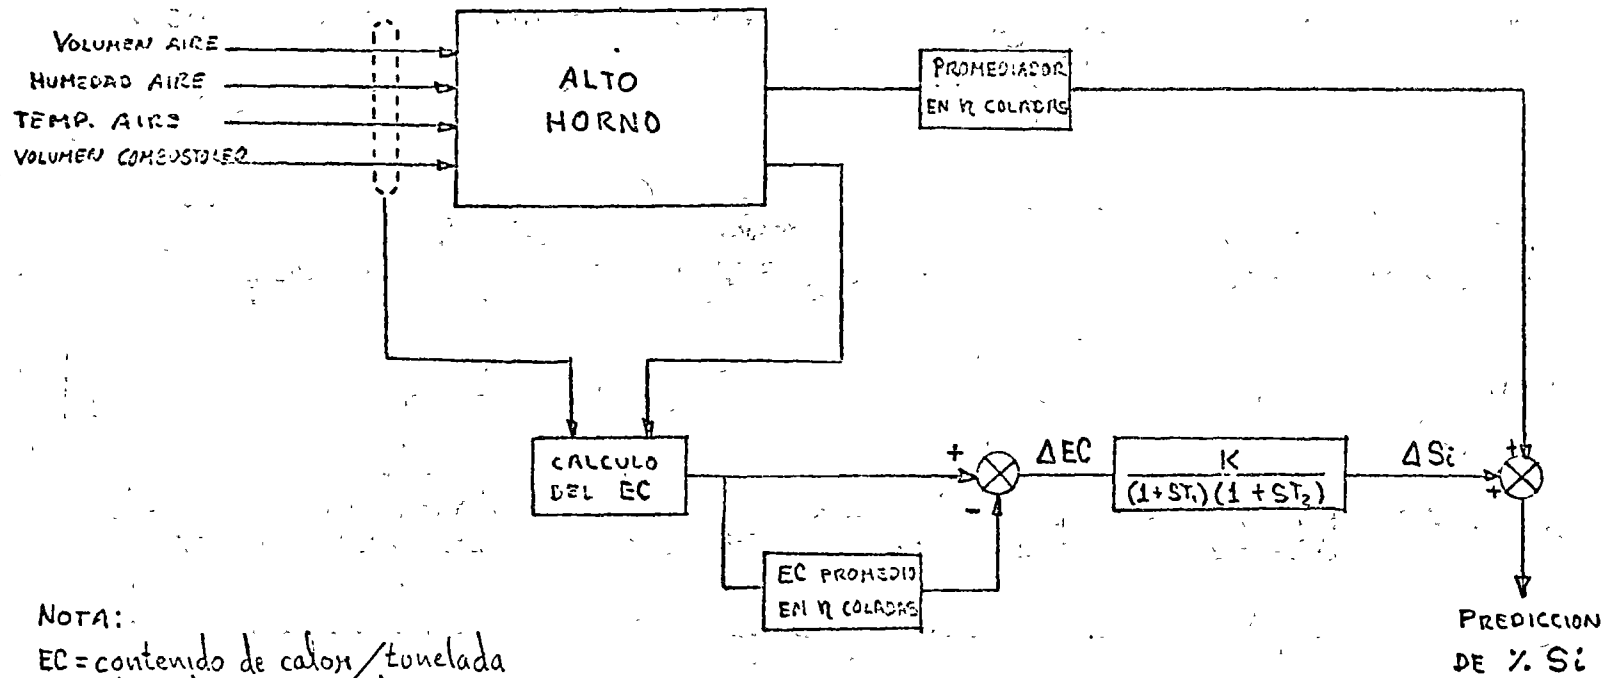 VOLUMEN AIRE
HUMEDAD AIRE
TEMP. AIRE
VOLUMEN COMBUSTOLEO
ALTO
HORNO
PROMEDIADOR
EN n COLADAS
CALCULO
DEL EC
+
-
ΔEC
K
(1+ST₁)(1+ST₂)
ΔSi
+
+
EC PROMEDIO
EN n COLADAS
NOTA:
EC = contenido de calor/tunelada
PREDICCION
DE % Si